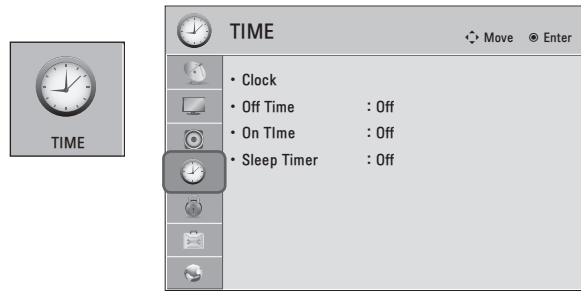 TIME
TIME
Move Enter
• Clock
• Off Time : Off
• On TIme : Off
• Sleep Timer : Off